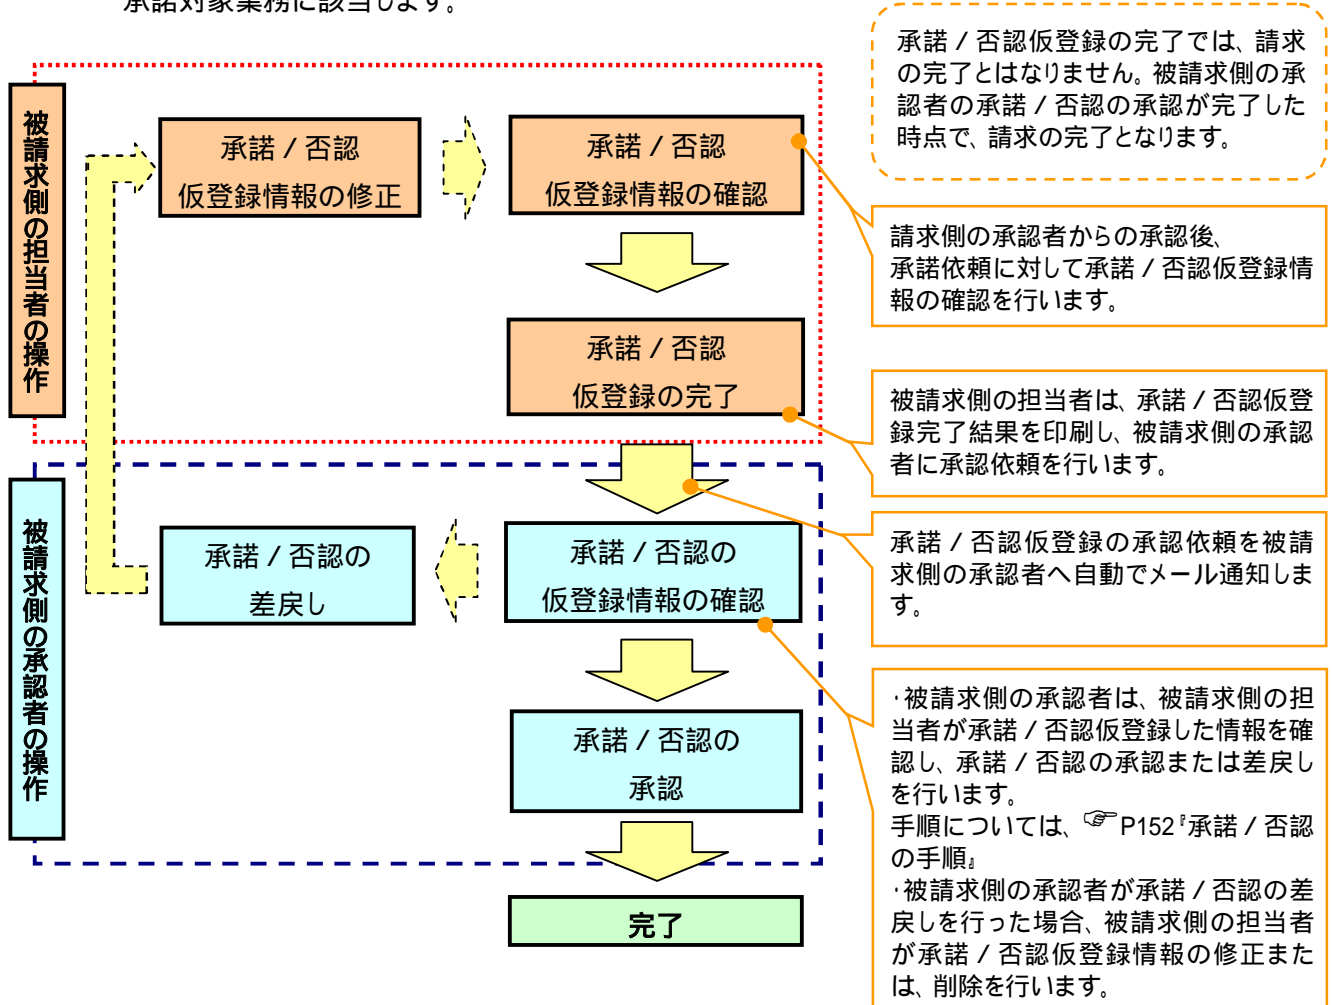 承諾対象業務に該当します。
承諾／否認仮登録の完了では、請求
の完了とはなりません。被請求側の承
認者の承諾／否認の承認が完了した
時点で、請求の完了となります。
被請求側の担当者の操作
承諾／否認
仮登録情報の修正
承諾／否認
仮登録情報の確認
請求側の承認者からの承認後、
承諾依頼に対して承諾／否認仮登録情
報の確認を行います。
承諾／否認
仮登録の完了
被請求側の担当者は、承諾／否認仮登
録完了結果を印刷し、被請求側の承認
者に承認依頼を行います。
被請求側の承認者の操作
承諾／否認の
差戻し
承諾／否認の
仮登録情報の確認
承諾／否認仮登録の承認依頼を被請
求側の承認者へ自動でメール通知しま
す。
承諾／否認の
承認
・被請求側の承認者は、被請求側の担
当者が承諾／否認仮登録した情報を確
認し、承諾／否認の承認または差戻し
を行います。
手順については、☞P152『承諾／否認
の手順』
・被請求側の承認者が承諾／否認の差
戻しを行った場合、被請求側の担当者
が承諾／否認仮登録情報の修正また
は、削除を行います。
完了